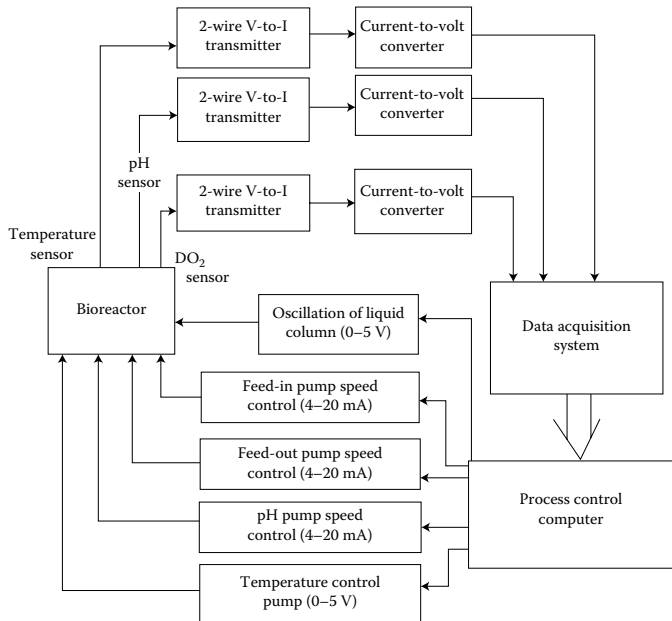 2-wire V-to-I
transmitter
Current-to-volt
converter
2-wire V-to-I
transmitter
Current-to-volt
converter
pH
sensor
2-wire V-to-I
transmitter
Current-to-volt
converter
Temperature
sensor
DO₂
sensor
Bioreactor
Oscillation of liquid
column (0–5 V)
Data acquisition
system
Feed-in pump speed
control (4–20 mA)
Feed-out pump speed
control (4–20 mA)
Process control
computer
pH pump speed
control (4–20 mA)
Temperature control
pump (0–5 V)